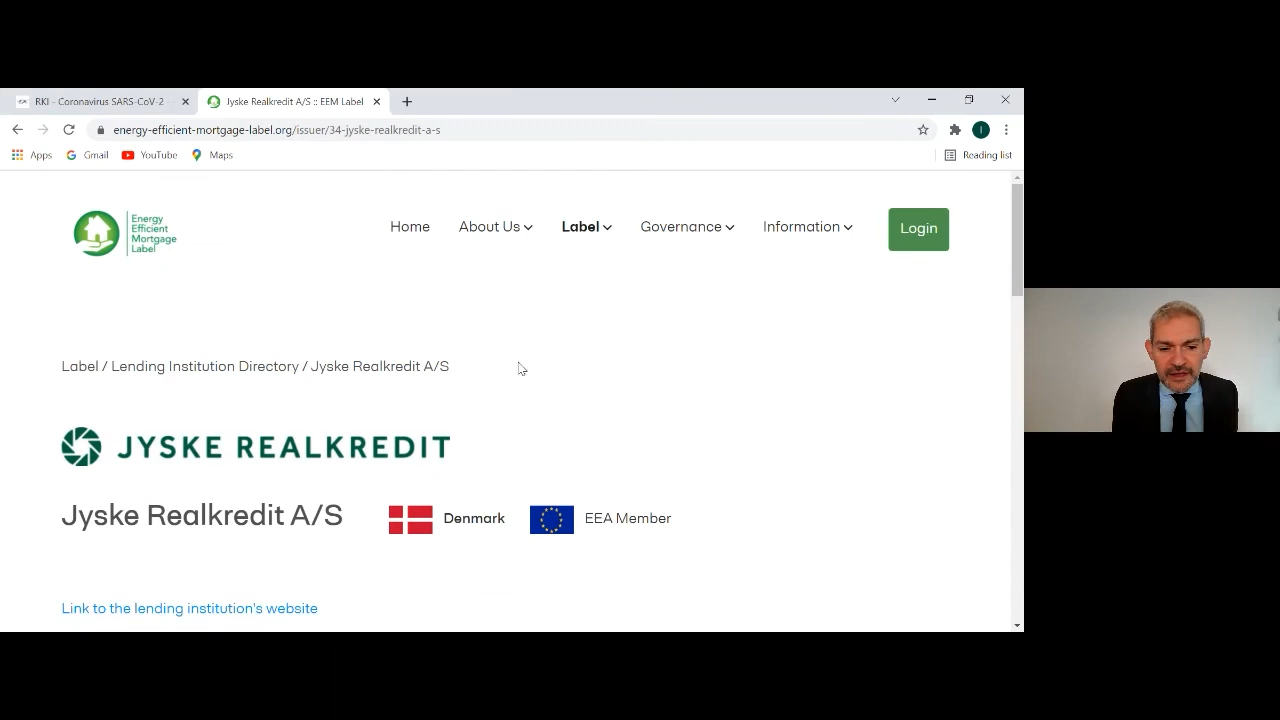 RKI - Coronavirus SARS-CoV-2
Jyske Realkredit A/S :: EEM Label
energy-efficient-mortgage-label.org/issuer/34-jyske-realkredit-a-s
Apps Gmail YouTube Maps Reading list
Energy
Efficient
Mortgage
Label
Home About Us Label Governance Information Login
Label / Lending Institution Directory / Jyske Realkredit A/S
JYSKE REALKREDIT
Jyske Realkredit A/S Denmark EEA Member
Link to the lending institution's website